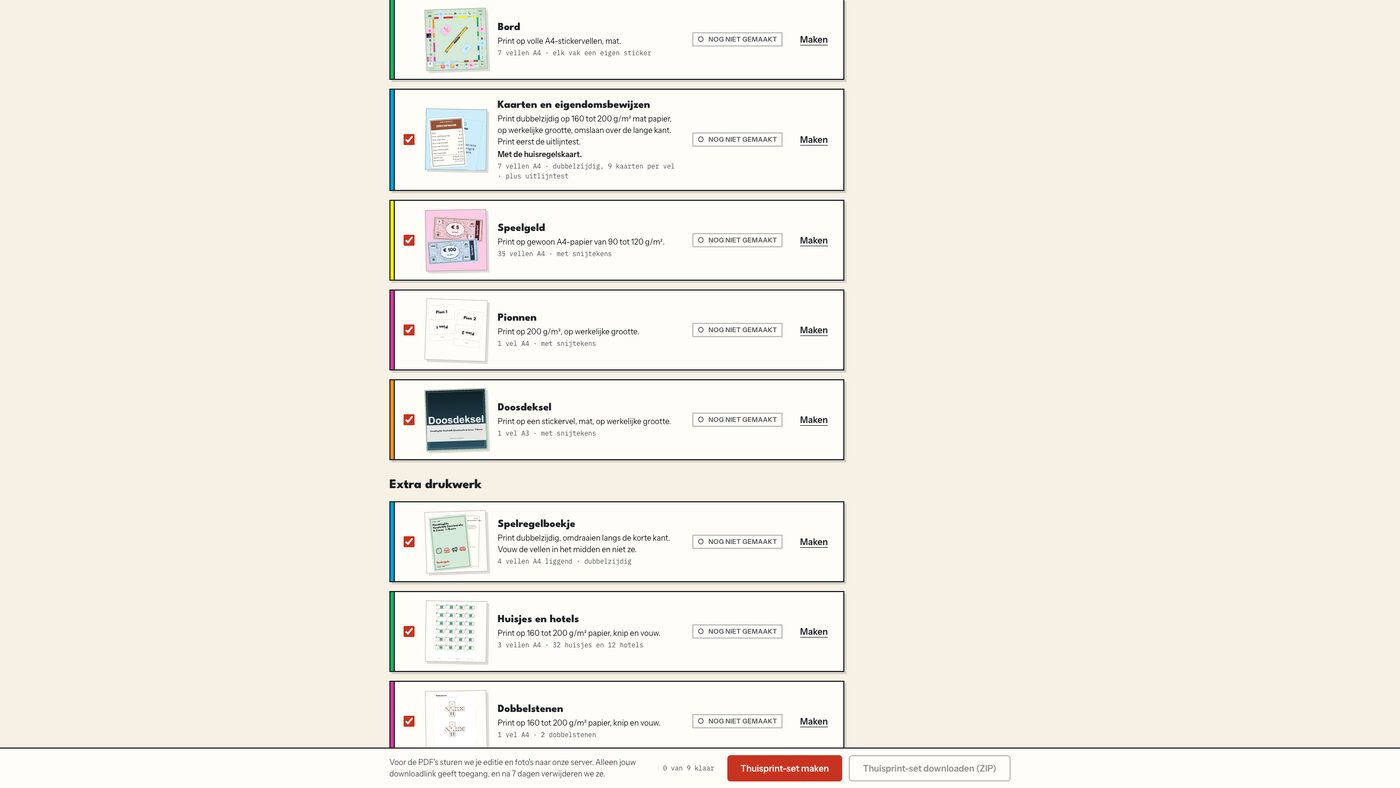 Bord
Print op volle A4-stickervellen, mat.
7 vellen A4 · elk vak een eigen sticker
NOG NIET GEMAAKT
Maken
Kaarten en eigendomsbewijzen
Print dubbelzijdig op 160 tot 200 g/m² mat papier,
op werkelijke grootte, omslaan over de lange kant.
Print eerst de uitlijntest.
Met de huisregelskaart.
7 vellen A4 · dubbelzijdig, 9 kaarten per vel
· plus uitlijntest
NOG NIET GEMAAKT
Maken
€ 5
€ 100
Speelgeld
Print op gewoon A4-papier van 90 tot 120 g/m².
35 vellen A4 · met snijtekens
NOG NIET GEMAAKT
Maken
Pion 1
Pion 2
Pion 1
Pion 2
Pionnen
Print op 200 g/m², op werkelijke grootte.
1 vel A4 · met snijtekens
NOG NIET GEMAAKT
Maken
Doosdeksel
Doosdeksel
Print op een stickervel, mat, op werkelijke grootte.
1 vel A3 · met snijtekens
NOG NIET GEMAAKT
Maken
Extra drukwerk
Spelregelboekje
Print dubbelzijdig, omdraaien langs de korte kant.
Vouw de vellen in het midden en niet ze.
4 vellen A4 liggend · dubbelzijdig
NOG NIET GEMAAKT
Maken
Huisjes en hotels
Print op 160 tot 200 g/m² papier, knip en vouw.
3 vellen A4 · 32 huisjes en 12 hotels
NOG NIET GEMAAKT
Maken
Dobbelstenen
Print op 160 tot 200 g/m² papier, knip en vouw.
1 vel A4 · 2 dobbelstenen
NOG NIET GEMAAKT
Maken
Voor de PDF's sturen we je editie en foto's naar onze server. Alleen jouw
downloadlink geeft toegang, en na 7 dagen verwijderen we ze.
0 van 9 klaar
Thuisprint-set maken
Thuisprint-set downloaden (ZIP)